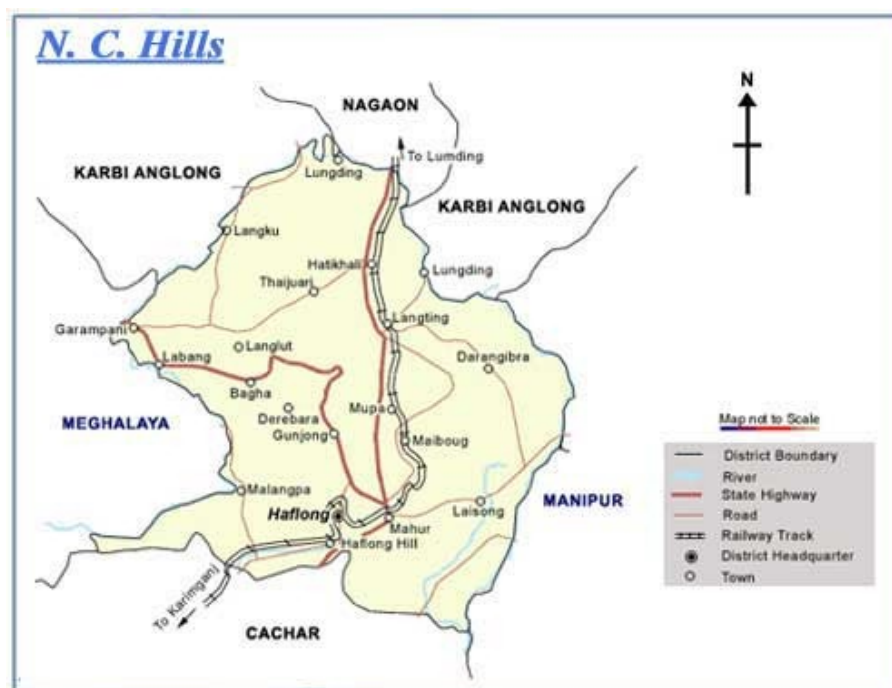 N. C. Hills
N
NAGAON
To Lumding
Lungding
KARBI ANGLONG
KARBI ANGLONG
Langku
Hatikhali
Lungding
Thaijuari
Garampani
Langting
Langlut
Labang
Darangibra
Bagha
Derebara
Mupa
MEGHALAYA
Gunjong
Maiboug
Map not to Scale
District Boundary
River
State Highway
Road
Railway Track
District Headquarter
Town
Malangpa
MANIPUR
Laisong
Haflong
Mahur
Haflong Hill
To Karimganj
CACHAR